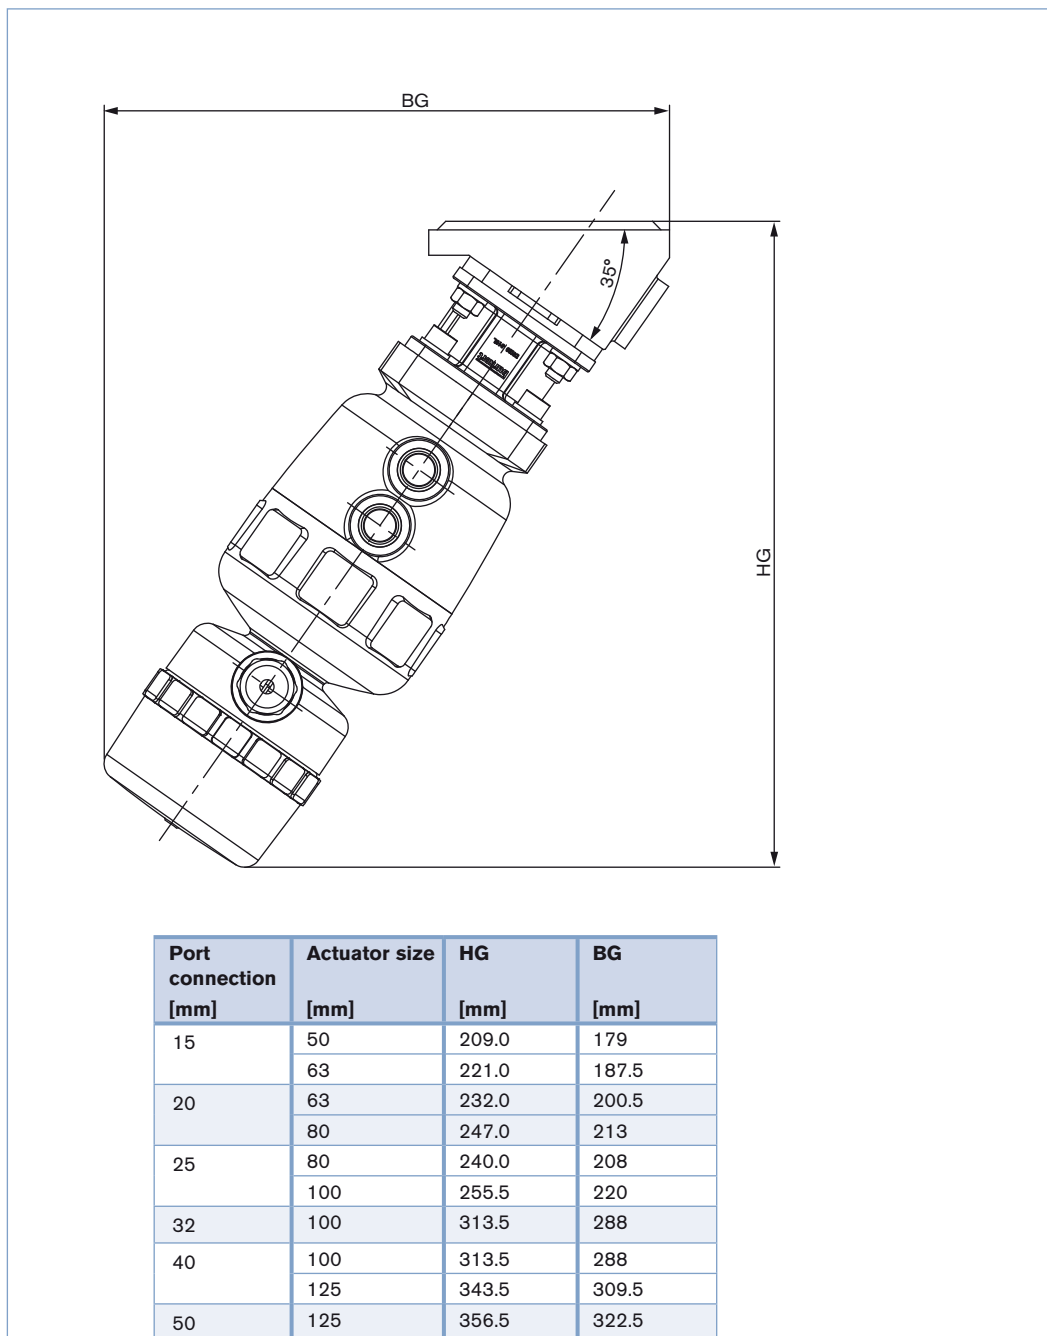 BG
35°
HG
Port connection [mm] Actuator size [mm] HG [mm] BG [mm]
15 50 209.0 179
63 221.0 187.5
20 63 232.0 200.5
80 247.0 213
25 80 240.0 208
100 255.5 220
32 100 313.5 288
40 100 313.5 288
125 343.5 309.5
50 125 356.5 322.5